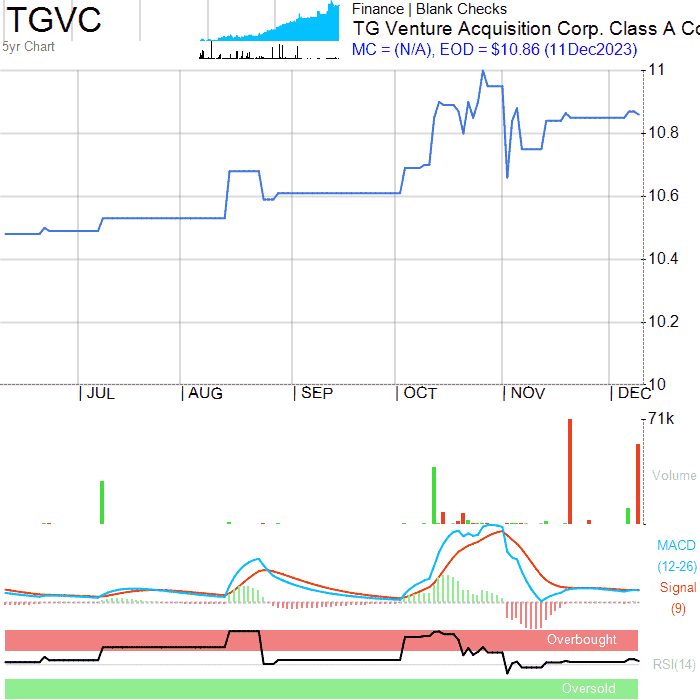 TGVC
5yr Chart
Finance | Blank Checks
TG Venture Acquisition Corp. Class A Co
MC = (N/A), EOD = $10.86 (11Dec2023)
11
10.8
10.6
10.4
10.2
10
JUL AUG SEP OCT NOV DEC
71k
Volume
MACD
(12-26)
Signal
(9)
Overbought
RSI(14)
Oversold